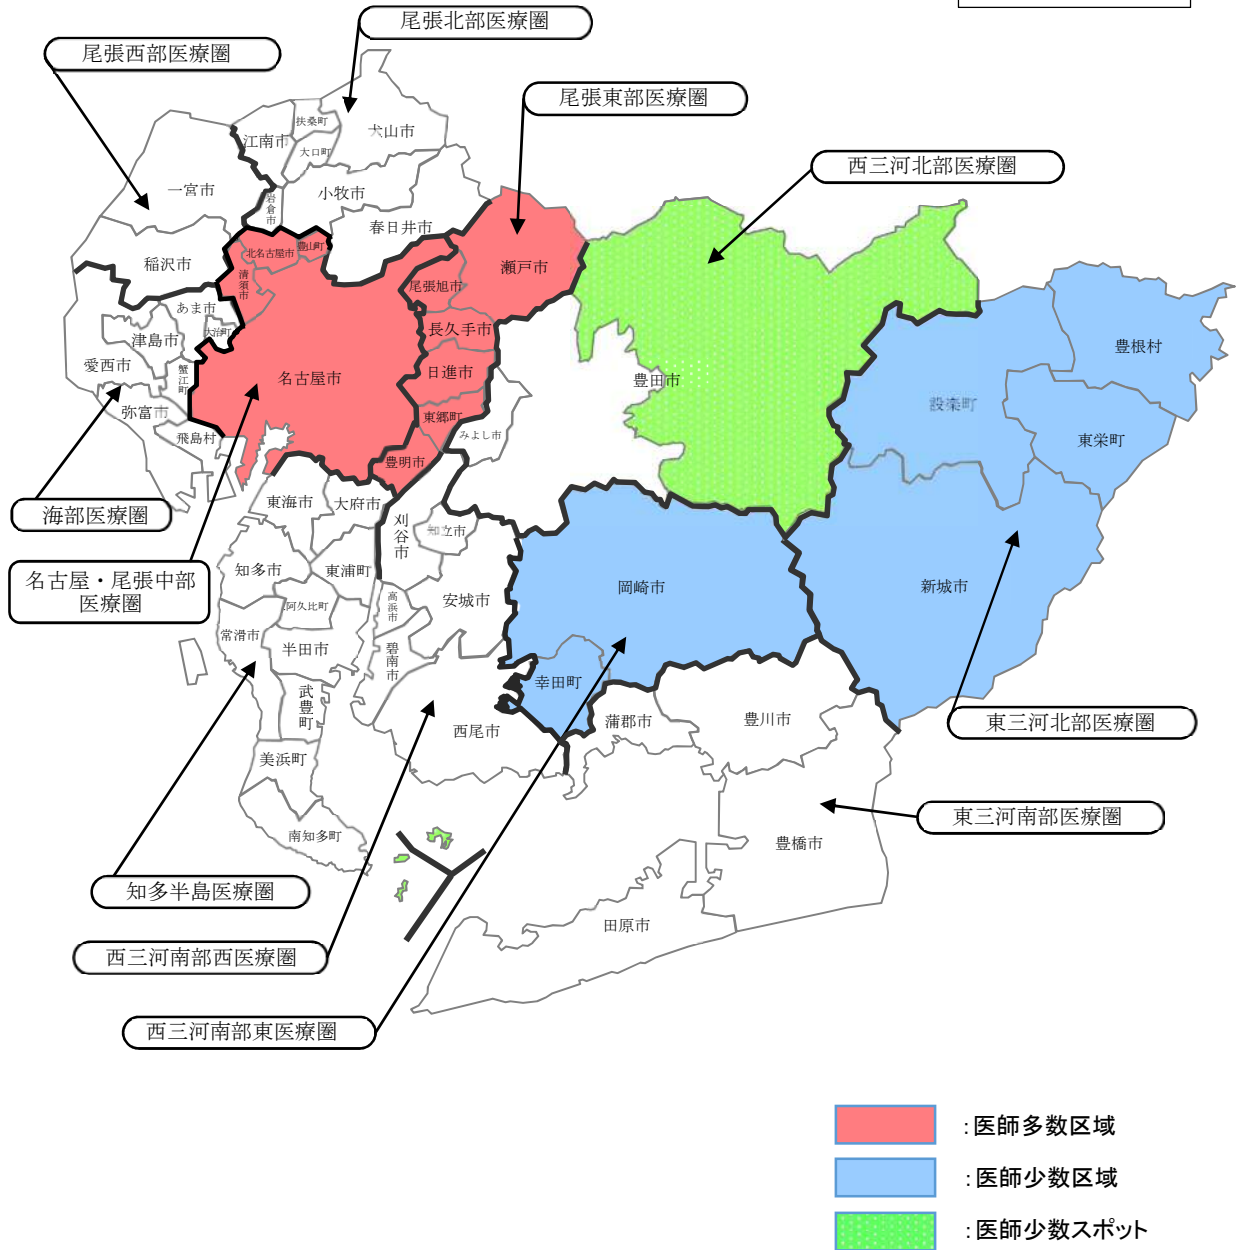 尾張北部医療圏
尾張西部医療圏
尾張東部医療圏
西三河北部医療圏
扶桑町
犬山市
江南市
大口町
一宮市
小牧市
岩倉市
春日井市
北名古屋市
豊山町
稲沢市
瀬戸市
清須市
尾張旭市
あま市
大治町
長久手市
津島市
豊根村
愛西市
蟹江町
名古屋市
日進市
豊田市
設楽町
弥富市
東郷町
みよし市
東栄町
飛島村
豊明市
海部医療圏
東海市
大府市
刈谷市
知立市
名古屋・尾張中部
医療圏
知多市
東浦町
岡崎市
新城市
高浜市
安城市
阿久比町
常滑市
半田市
碧南市
幸田町
武豊町
西尾市
蒲郡市
豊川市
東三河北部医療圏
美浜町
東三河南部医療圏
南知多町
豊橋市
知多半島医療圏
田原市
西三河南部西医療圏
西三河南部東医療圏
:医師多数区域
:医師少数区域
:医師少数スポット